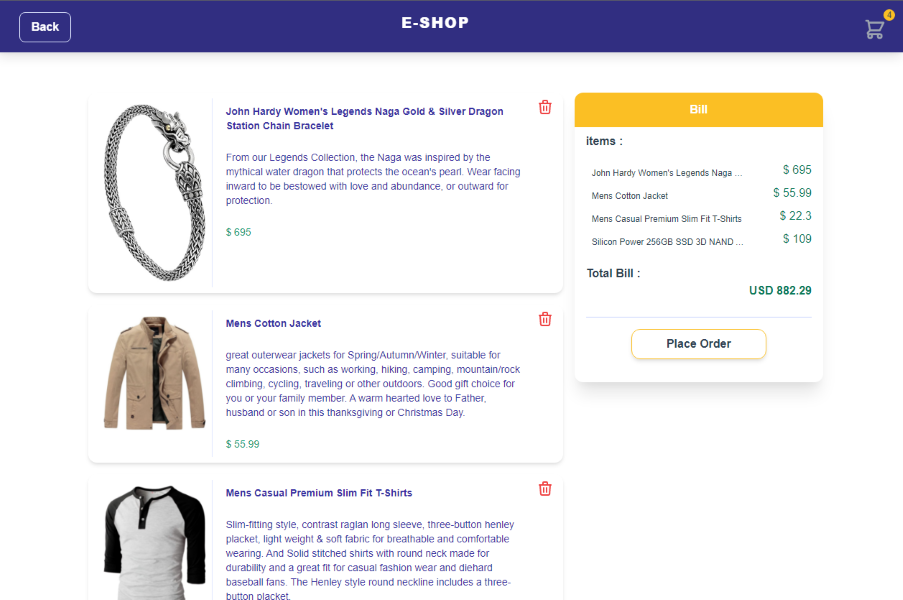 Back
E-SHOP
4
John Hardy Women's Legends Naga Gold & Silver Dragon
Station Chain Bracelet
From our Legends Collection, the Naga was inspired by the
mythical water dragon that protects the ocean's pearl. Wear facing
inward to be bestowed with love and abundance, or outward for
protection.
$ 695
Mens Cotton Jacket
great outerwear jackets for Spring/Autumn/Winter, suitable for
many occasions, such as working, hiking, camping, mountain/rock
climbing, cycling, traveling or other outdoors. Good gift choice for
you or your family member. A warm hearted love to Father,
husband or son in this thanksgiving or Christmas Day.
$ 55.99
Mens Casual Premium Slim Fit T-Shirts
Slim-fitting style, contrast raglan long sleeve, three-button henley
placket, light weight & soft fabric for breathable and comfortable
wearing. And Solid stitched shirts with round neck made for
durability and a great fit for casual fashion wear and diehard
baseball fans. The Henley style round neckline includes a three-
button placket.
Bill
items :
John Hardy Women's Legends Naga ... $ 695
Mens Cotton Jacket $ 55.99
Mens Casual Premium Slim Fit T-Shirts $ 22.3
Silicon Power 256GB SSD 3D NAND ... $ 109
Total Bill :
USD 882.29
Place Order